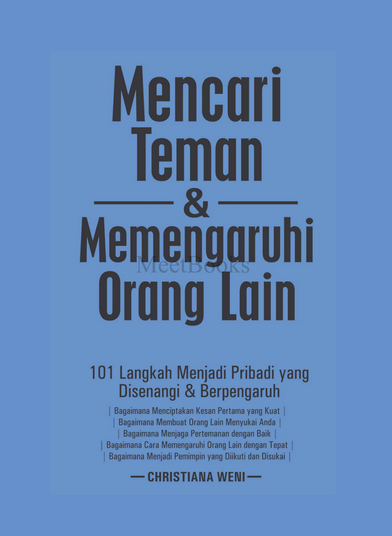 Mencari
Teman
&
Memengaruhi
MeetBooks
Orang Lain
101 Langkah Menjadi Pribadi yang
Disenangi & Berpengaruh
| Bagaimana Menciptakan Kesan Pertama yang Kuat |
| Bagaimana Membuat Orang Lain Menyukai Anda |
| Bagaimana Menjaga Pertemanan dengan Baik |
| Bagaimana Cara Memengaruhi Orang Lain dengan Tepat |
| Bagaimana Menjadi Pemimpin yang Diikuti dan Disukai |
— CHRISTIANA WENI —